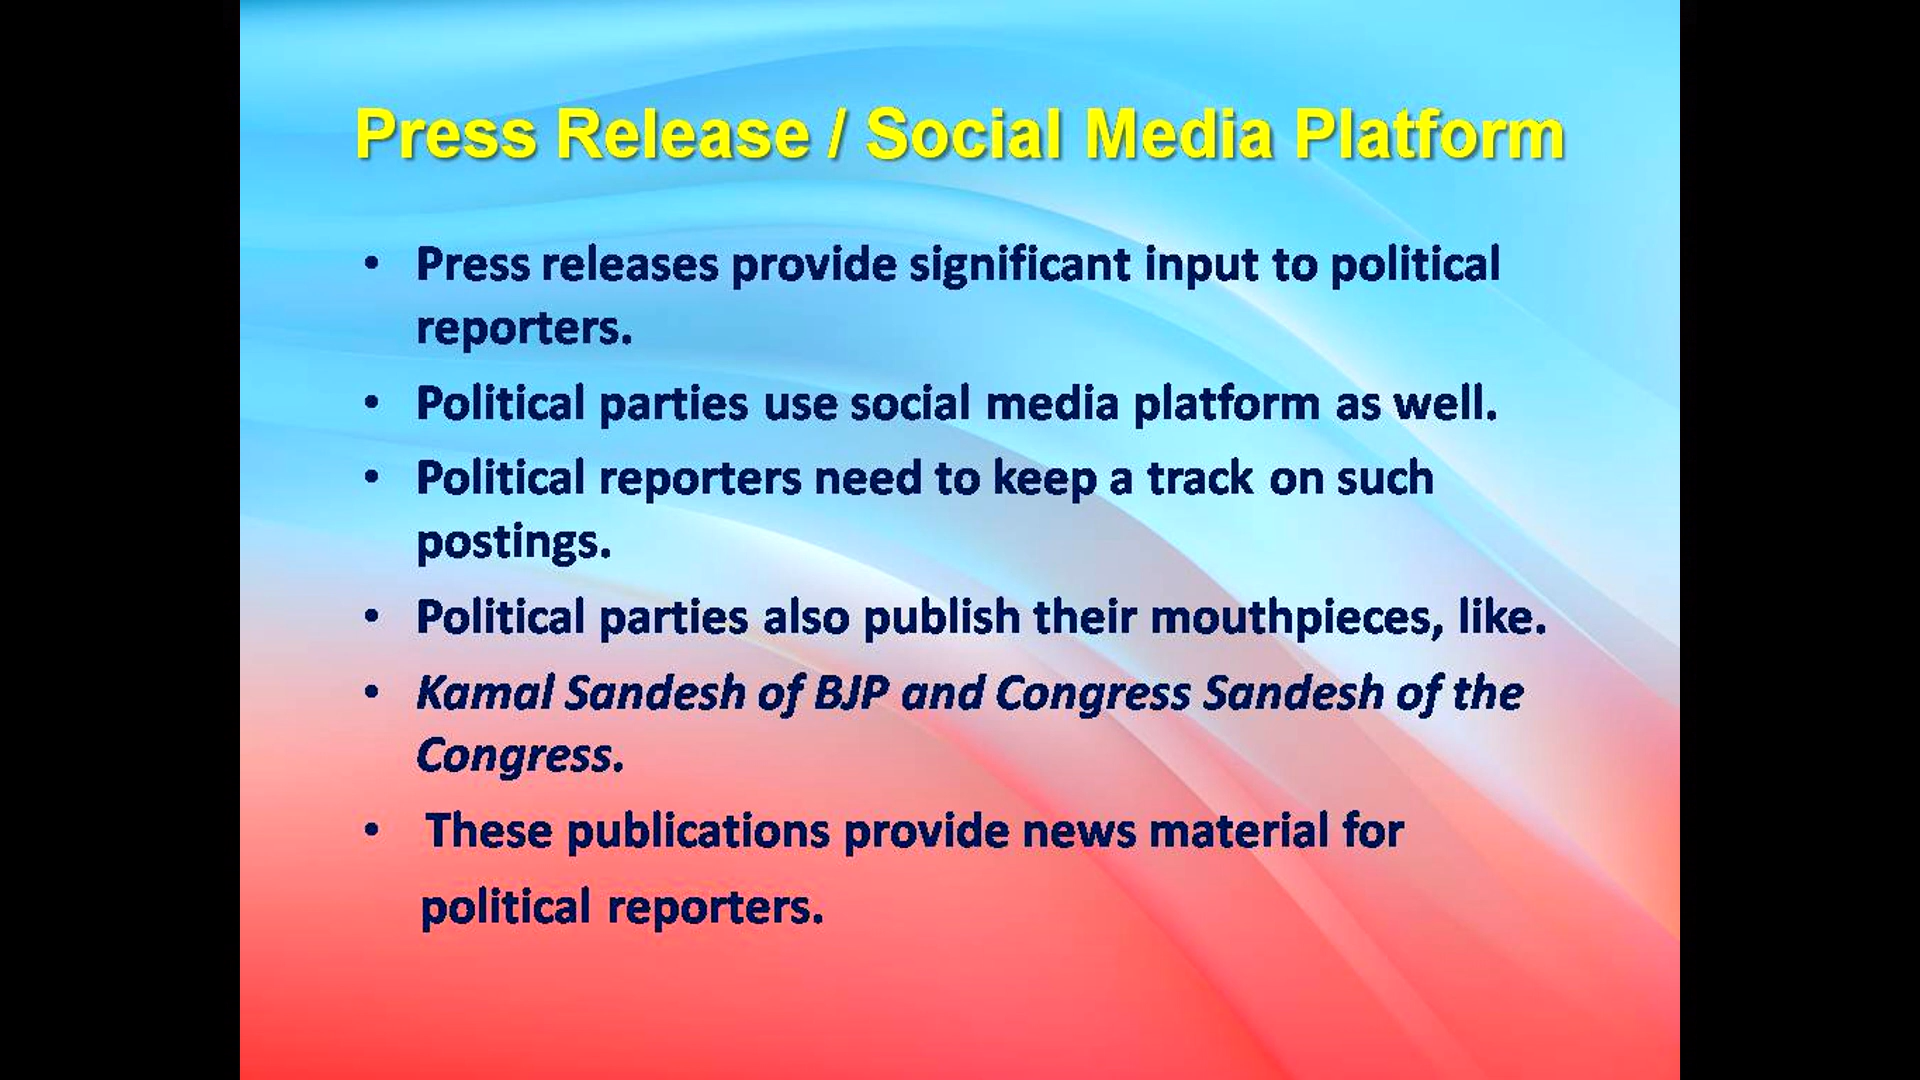 Press Release / Social Media Platform
• Press releases provide significant input to political
reporters.
• Political parties use social media platform as well.
• Political reporters need to keep a track on such
postings.
• Political parties also publish their mouthpieces, like.
• Kamal Sandesh of BJP and Congress Sandesh of the
Congress.
• These publications provide news material for
political reporters.